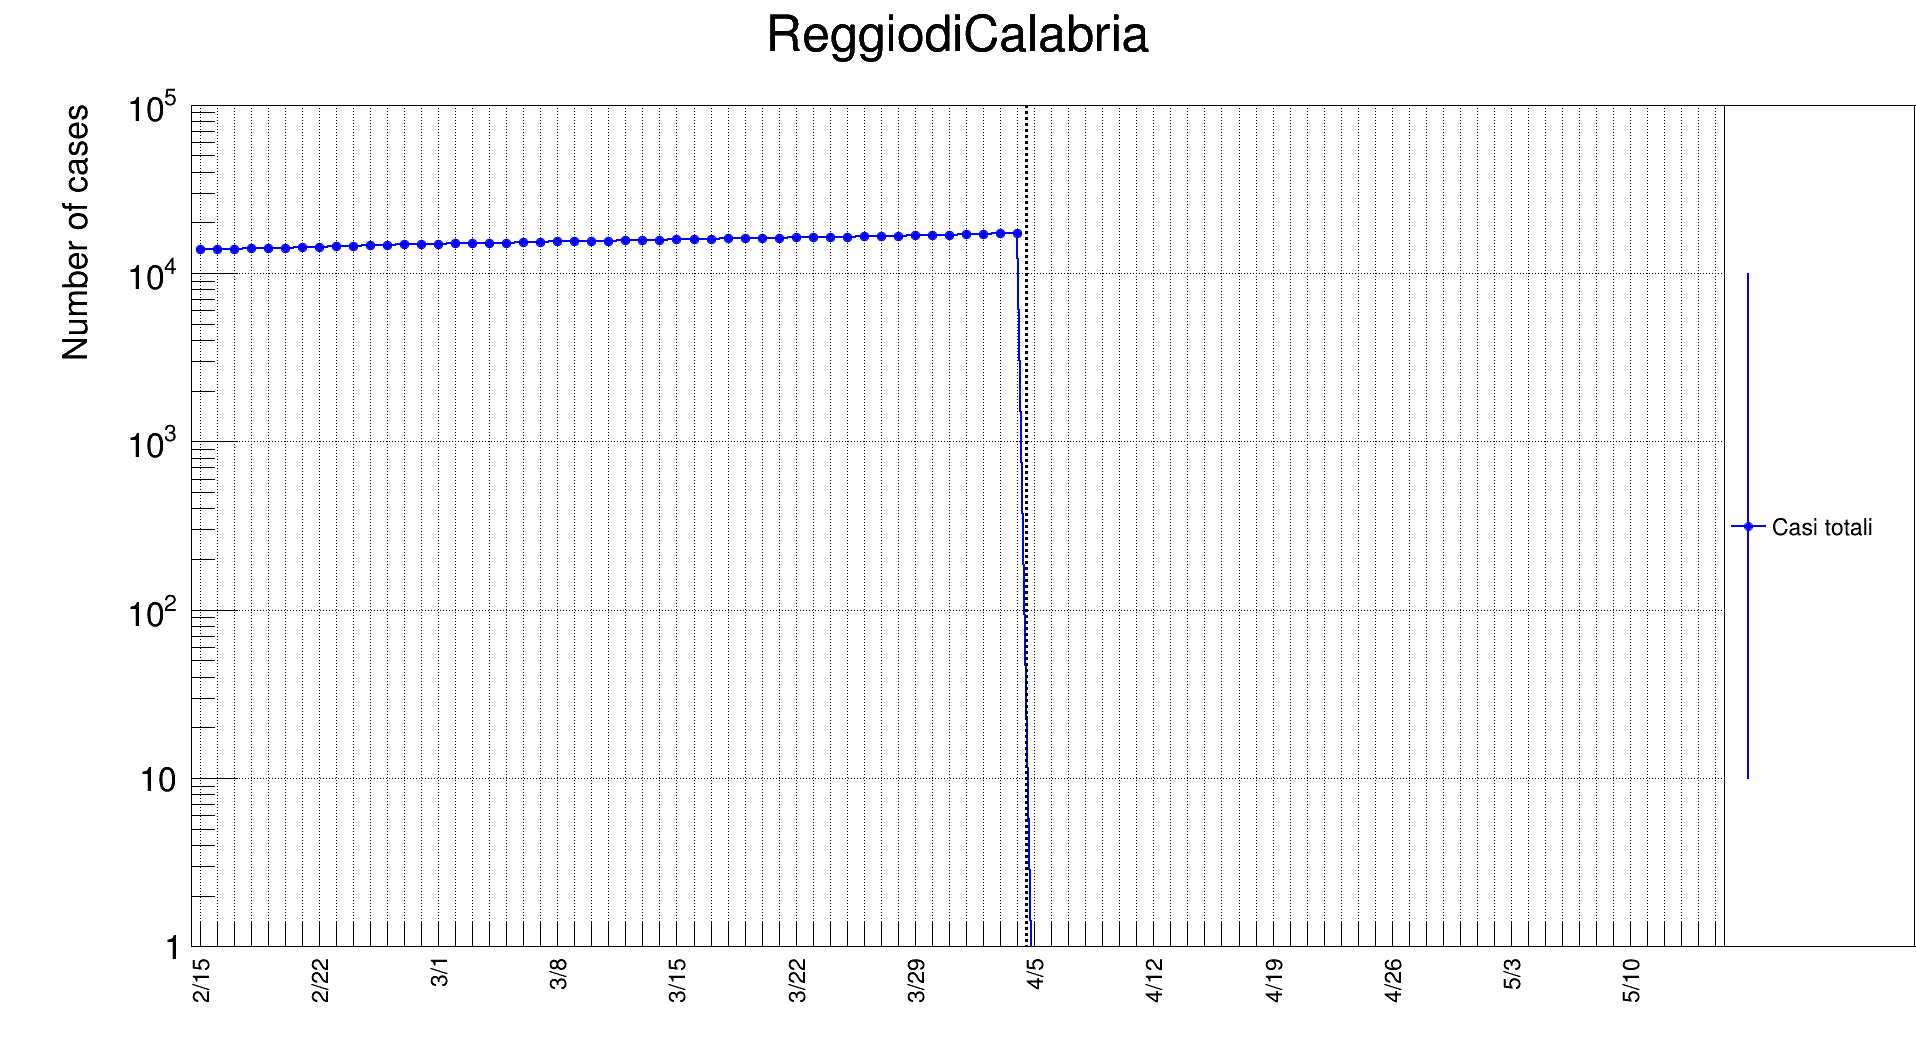 ReggiodiCalabria
Number of cases
10^5
10^4
10^3
10^2
10
1
2/15 2/22 3/1 3/8 3/15 3/22 3/29 4/5 4/12 4/19 4/26 5/3 5/10
Casi totali